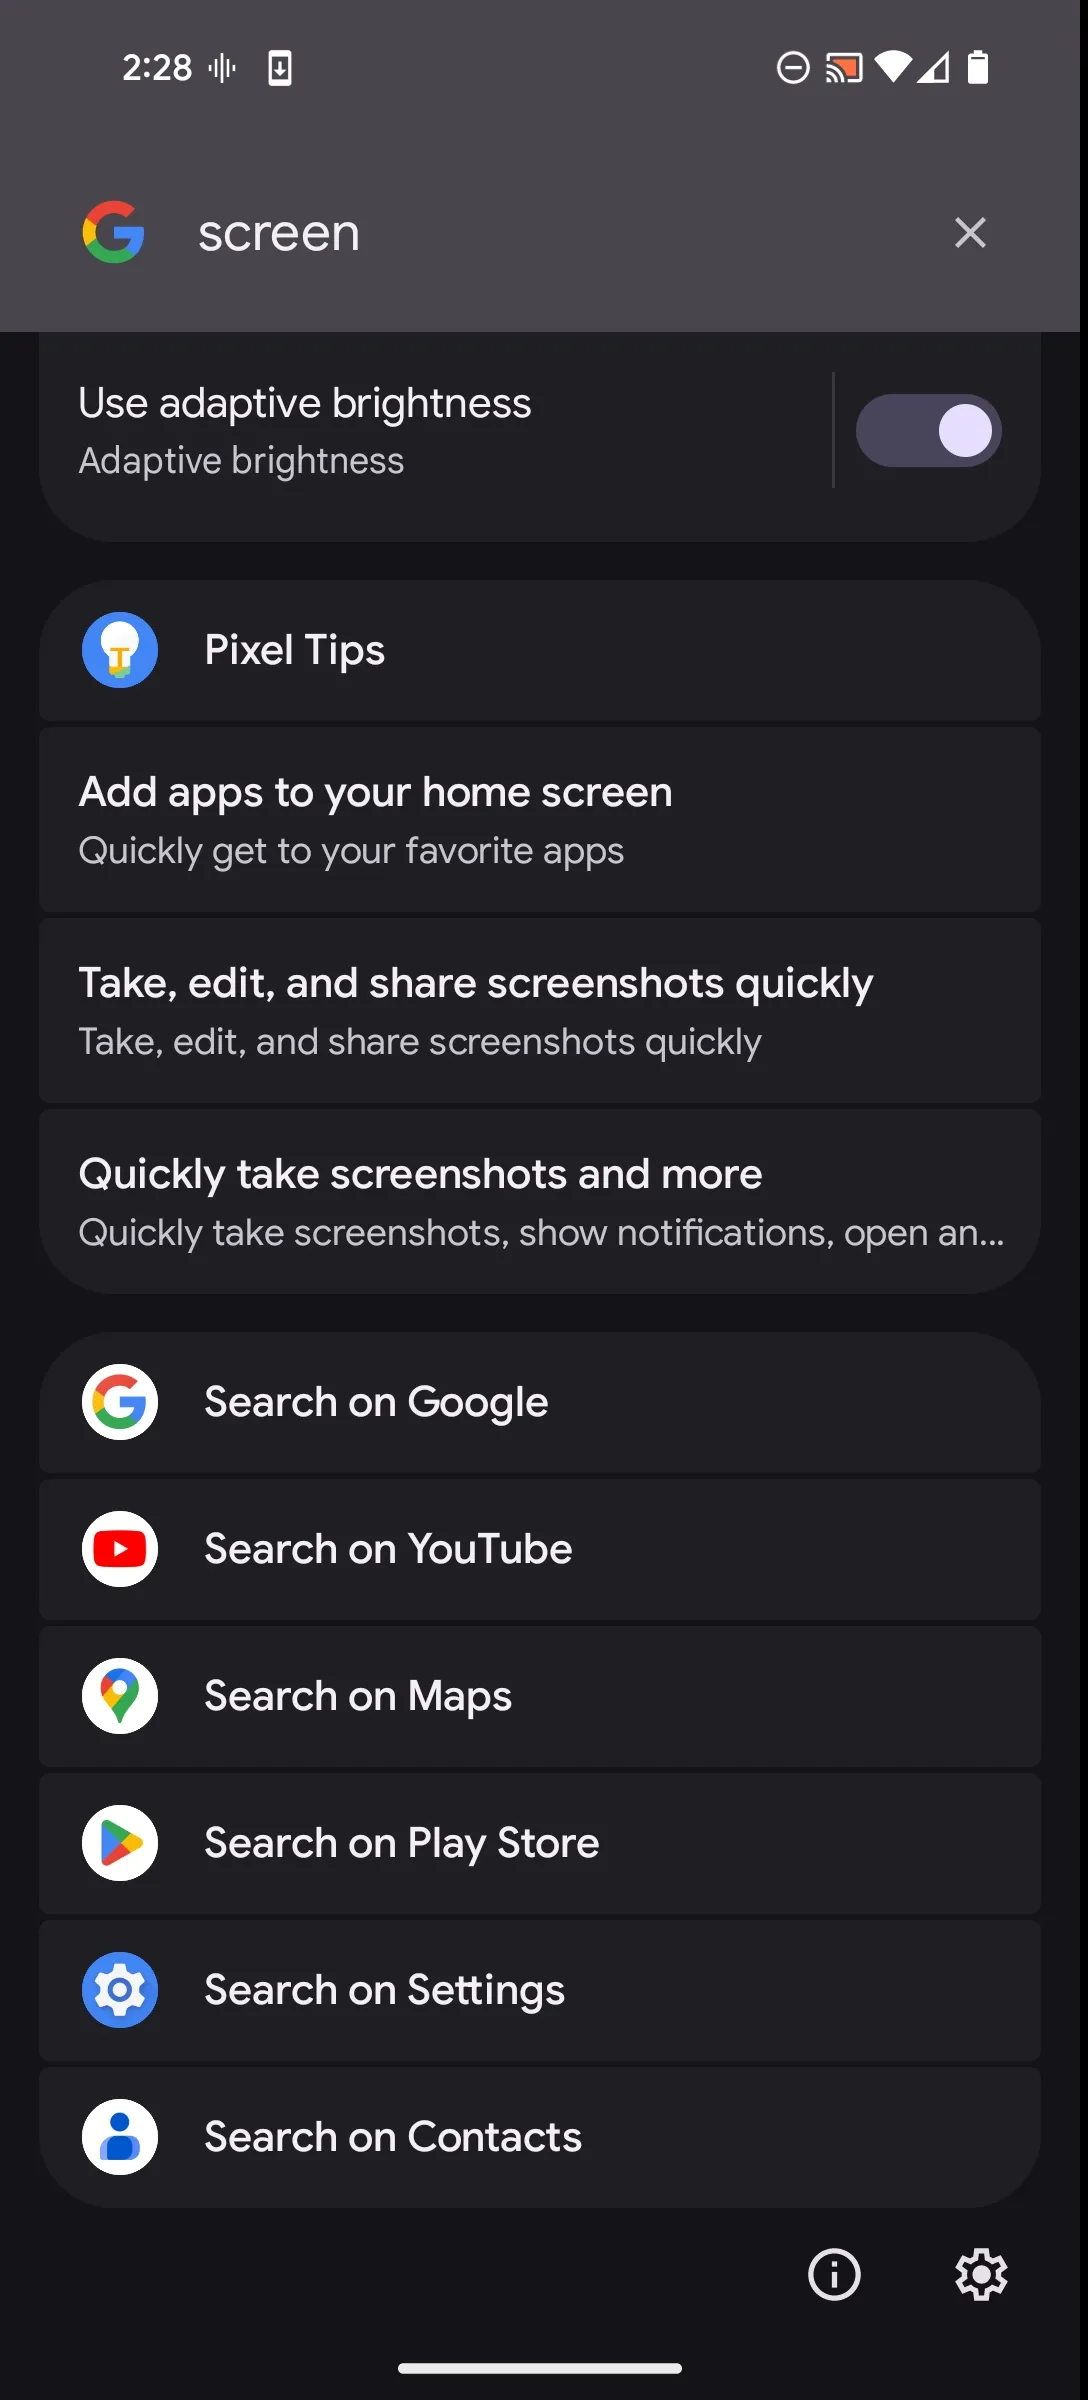 2:28
screen
Use adaptive brightness
Adaptive brightness
Pixel Tips
Add apps to your home screen
Quickly get to your favorite apps
Take, edit, and share screenshots quickly
Take, edit, and share screenshots quickly
Quickly take screenshots and more
Quickly take screenshots, show notifications, open an...
Search on Google
Search on YouTube
Search on Maps
Search on Play Store
Search on Settings
Search on Contacts